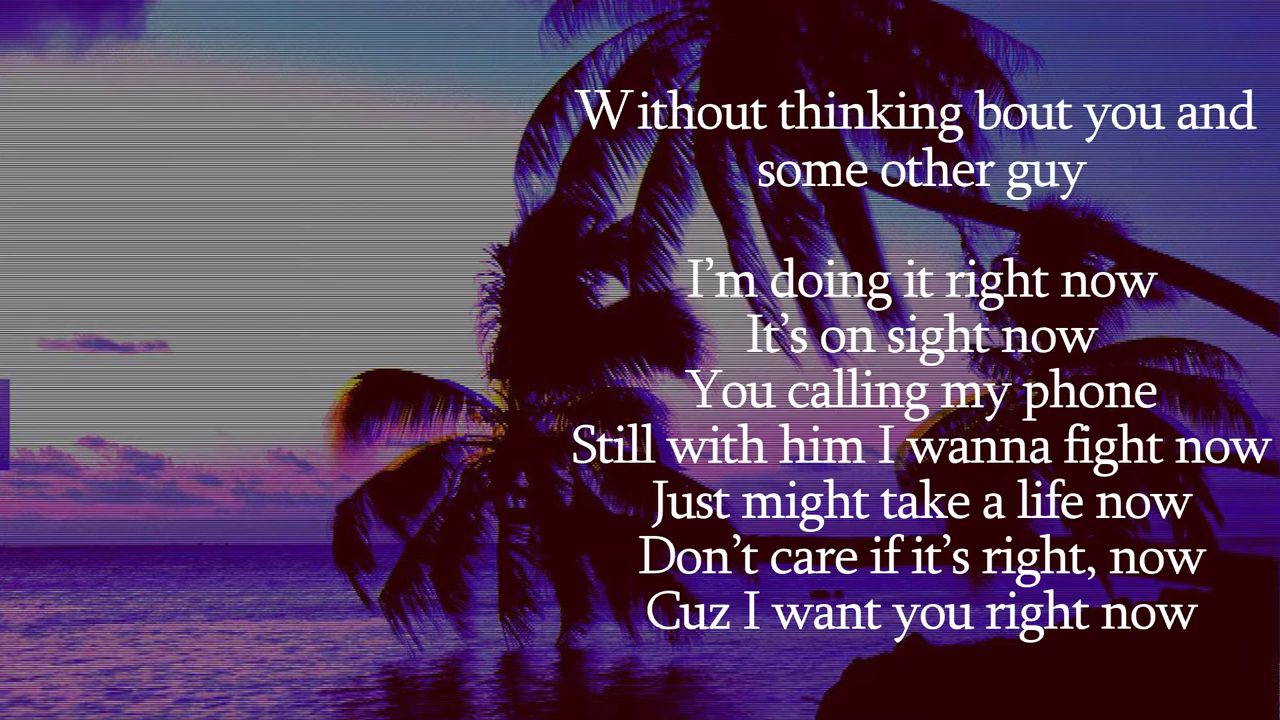 Without thinking bout you and
some other guy
I'm doing it right now
It's on sight now
You calling my phone
Still with him I wanna fight now
Just might take a life now
Don't care if it's right, now
Cuz I want you right now